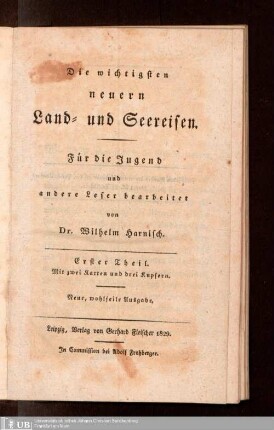 Die wichtigsten
neuern
Land- und Seereisen.
Für die Jugend
und
andere Leser bearbeitet
von
Dr. Wilhelm Harnisch.
Erster Theil.
Mit zwei Karten und drei Kupfern.
Neue, wohlfeile Ausgabe.
Leipzig, Verlag von Gerhard Fleischer 1829.
In Commission bei Adolf Frohberger.
UB